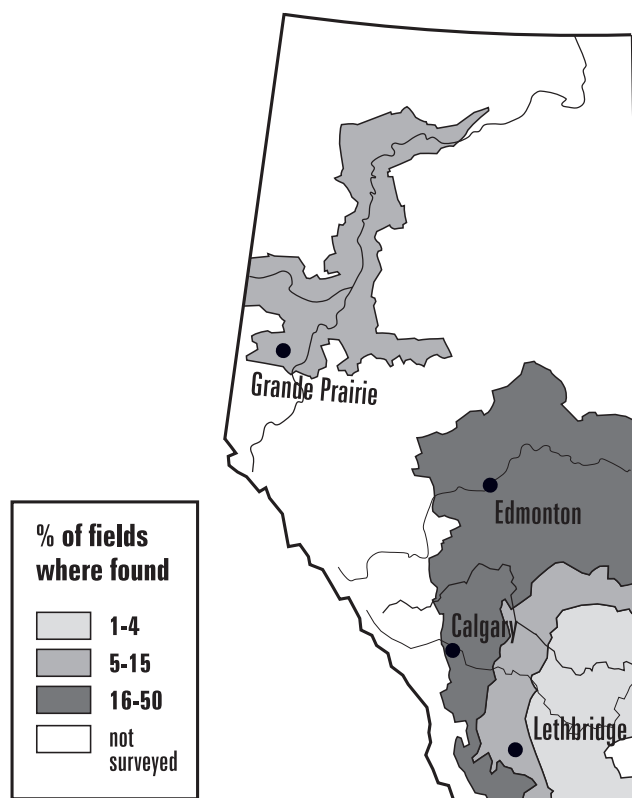 Grande Prairie
Edmonton
Calgary
Lethbridge
% of fields
where found
1-4
5-15
16-50
not
surveyed